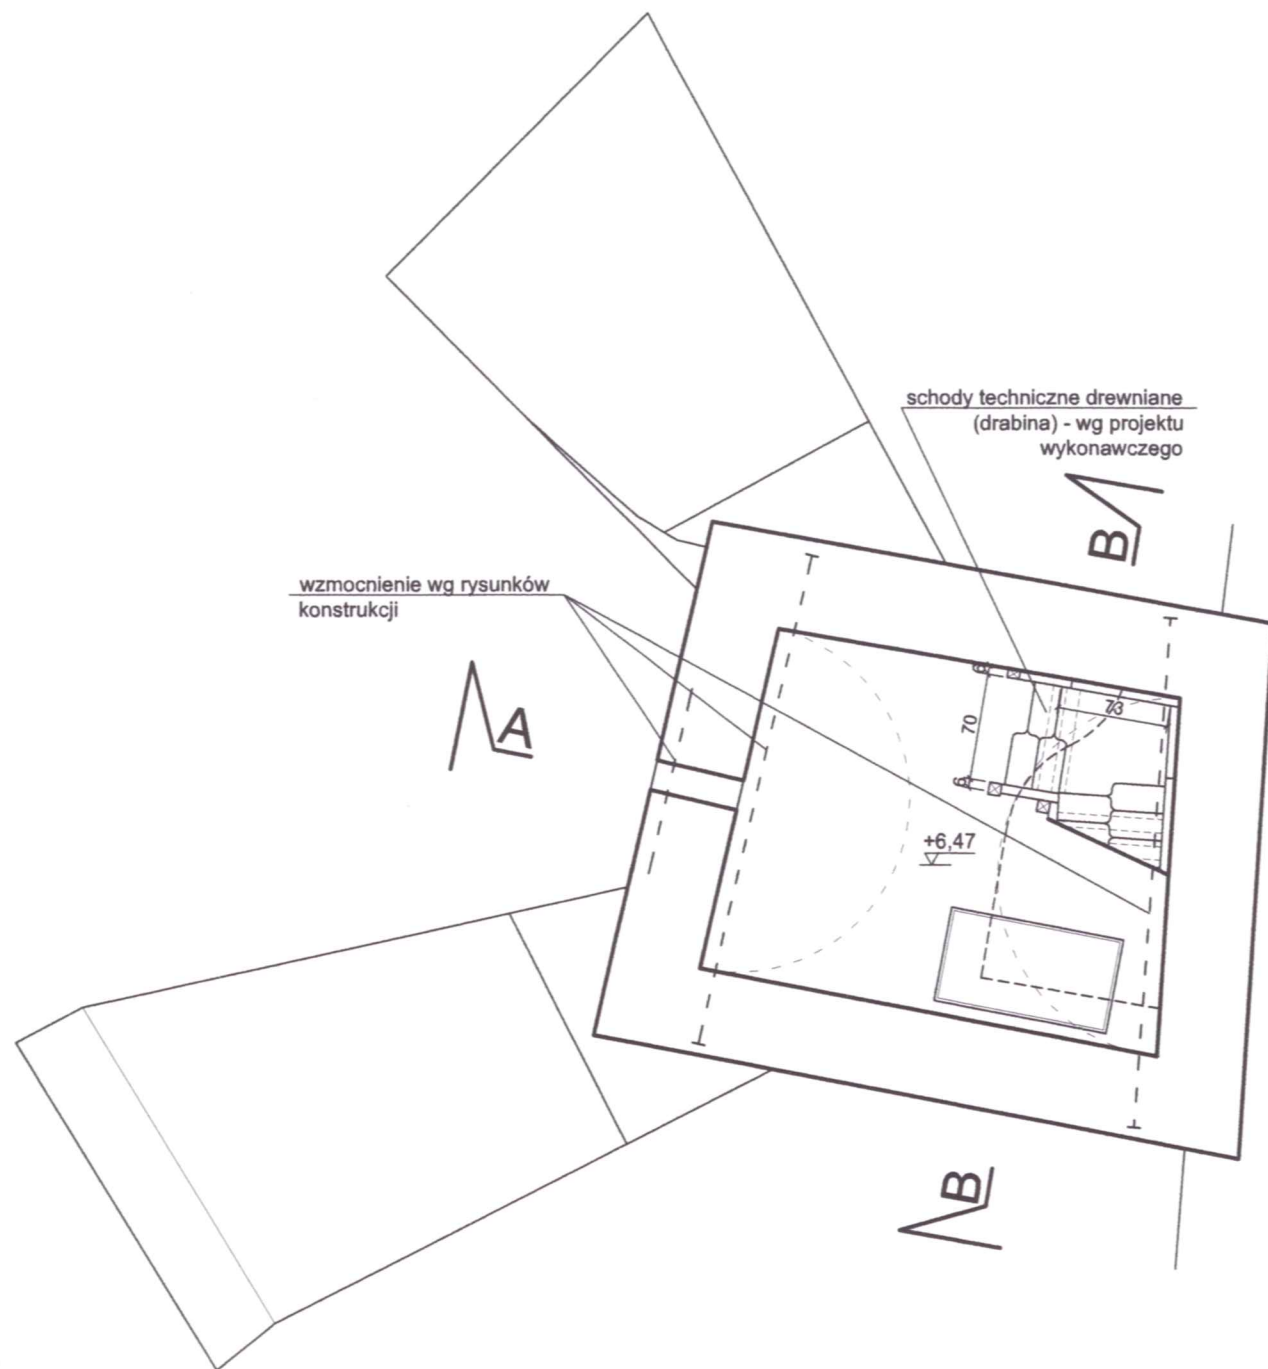 schody techniczne drewniane
(drabina) - wg projektu
wykonawczego
B
wzmocnienie wg rysunków
konstrukcji
A
6
73
70
6
+6,47
B